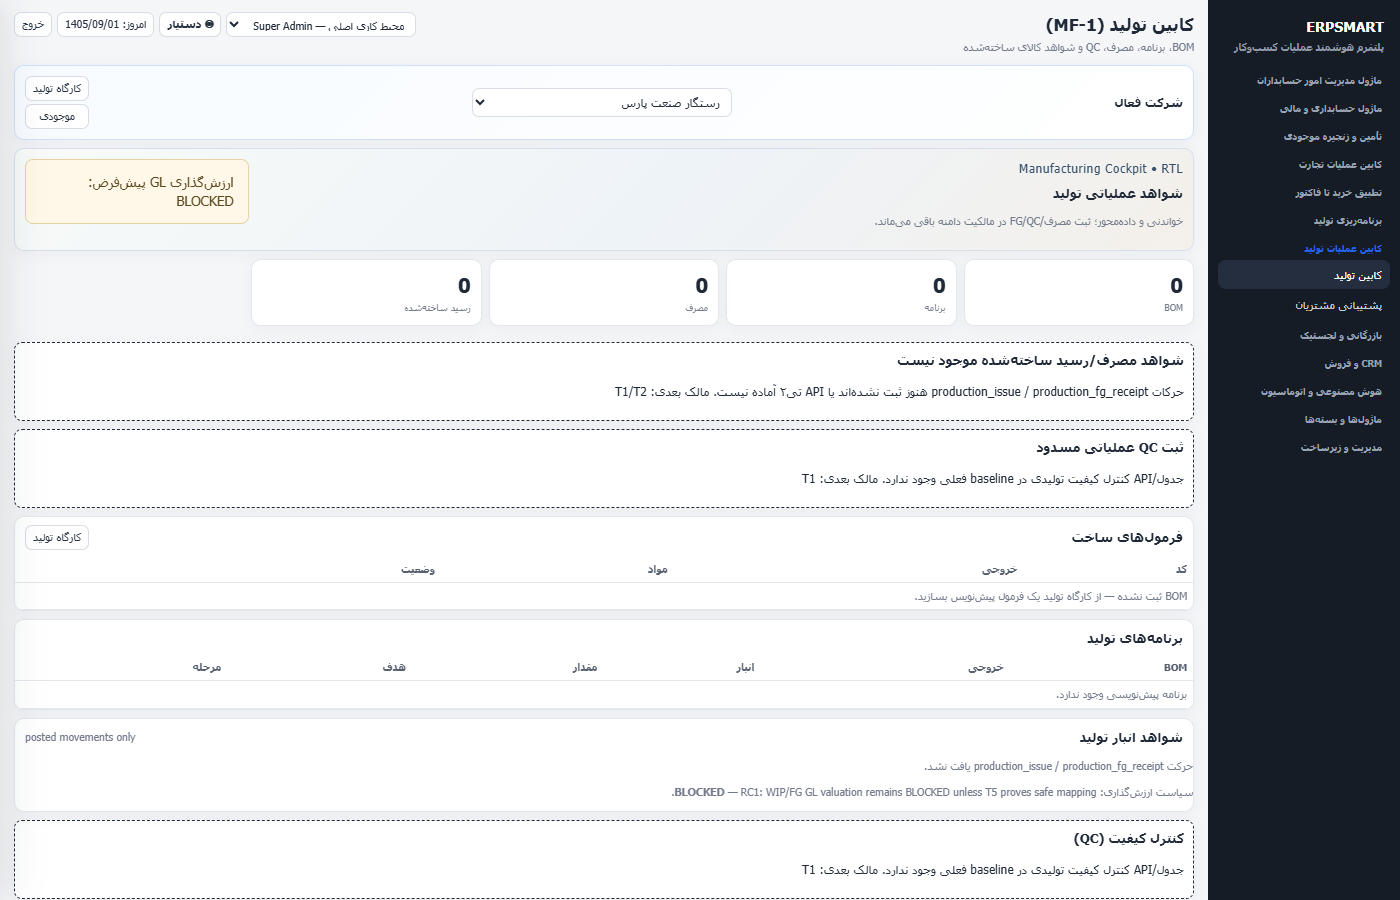 ERPSMART
پلتفرم هوشمند عملیات کسب‌وکار
ماژول مدیریت امور حسابداران
ماژول حسابداری و مالی
تأمین و زنجیره موجودی
کابین عملیات تجارت
تطبیق خرید تا فاکتور
برنامه‌ریزی تولید
کابین عملیات تولید
کابین تولید
پشتیبانی مشتریان
بازرگانی و لجستیک
CRM و فروش
هوش مصنوعی و اتوماسیون
ماژول‌ها و بسته‌ها
مدیریت و زیرساخت
کابین تولید (MF-1)
BOM، برنامه، مصرف، QC و شواهد کالای ساخته‌شده
محیط کاری اصلی — Super Admin
دستیار
امروز: 1405/09/01
خروج
شرکت فعال
رستگار صنعت پارس
کارگاه تولید
موجودی
Manufacturing Cockpit • RTL
شواهد عملیاتی تولید
خواندنی و داده‌محور؛ ثبت مصرف/FG/QC در مالکیت دامنه باقی می‌ماند.
ارزش‌گذاری GL پیش‌فرض:
BLOCKED
0
BOM
0
برنامه
0
مصرف
0
رسید ساخته‌شده
شواهد مصرف/رسید ساخته‌شده موجود نیست
حرکات production_issue / production_fg_receipt هنوز ثبت نشده‌اند یا API تی۲ آماده نیست. مالک بعدی: T1/T2
ثبت QC عملیاتی مسدود
جدول/API کنترل کیفیت تولیدی در baseline فعلی وجود ندارد. مالک بعدی: T1
فرمول‌های ساخت
کارگاه تولید
کد خروجی مواد وضعیت
BOM ثبت نشده — از کارگاه تولید یک فرمول پیش‌نویس بسازید.
برنامه‌های تولید
BOM خروجی انبار مقدار هدف مرحله
برنامه پیش‌نویسی وجود ندارد.
شواهد انبار تولید
posted movements only
حرکت production_issue / production_fg_receipt یافت نشد.
سیاست ارزش‌گذاری: BLOCKED — RC1: WIP/FG GL valuation remains BLOCKED unless T5 proves safe mapping.
کنترل کیفیت (QC)
جدول/API کنترل کیفیت تولیدی در baseline فعلی وجود ندارد. مالک بعدی: T1